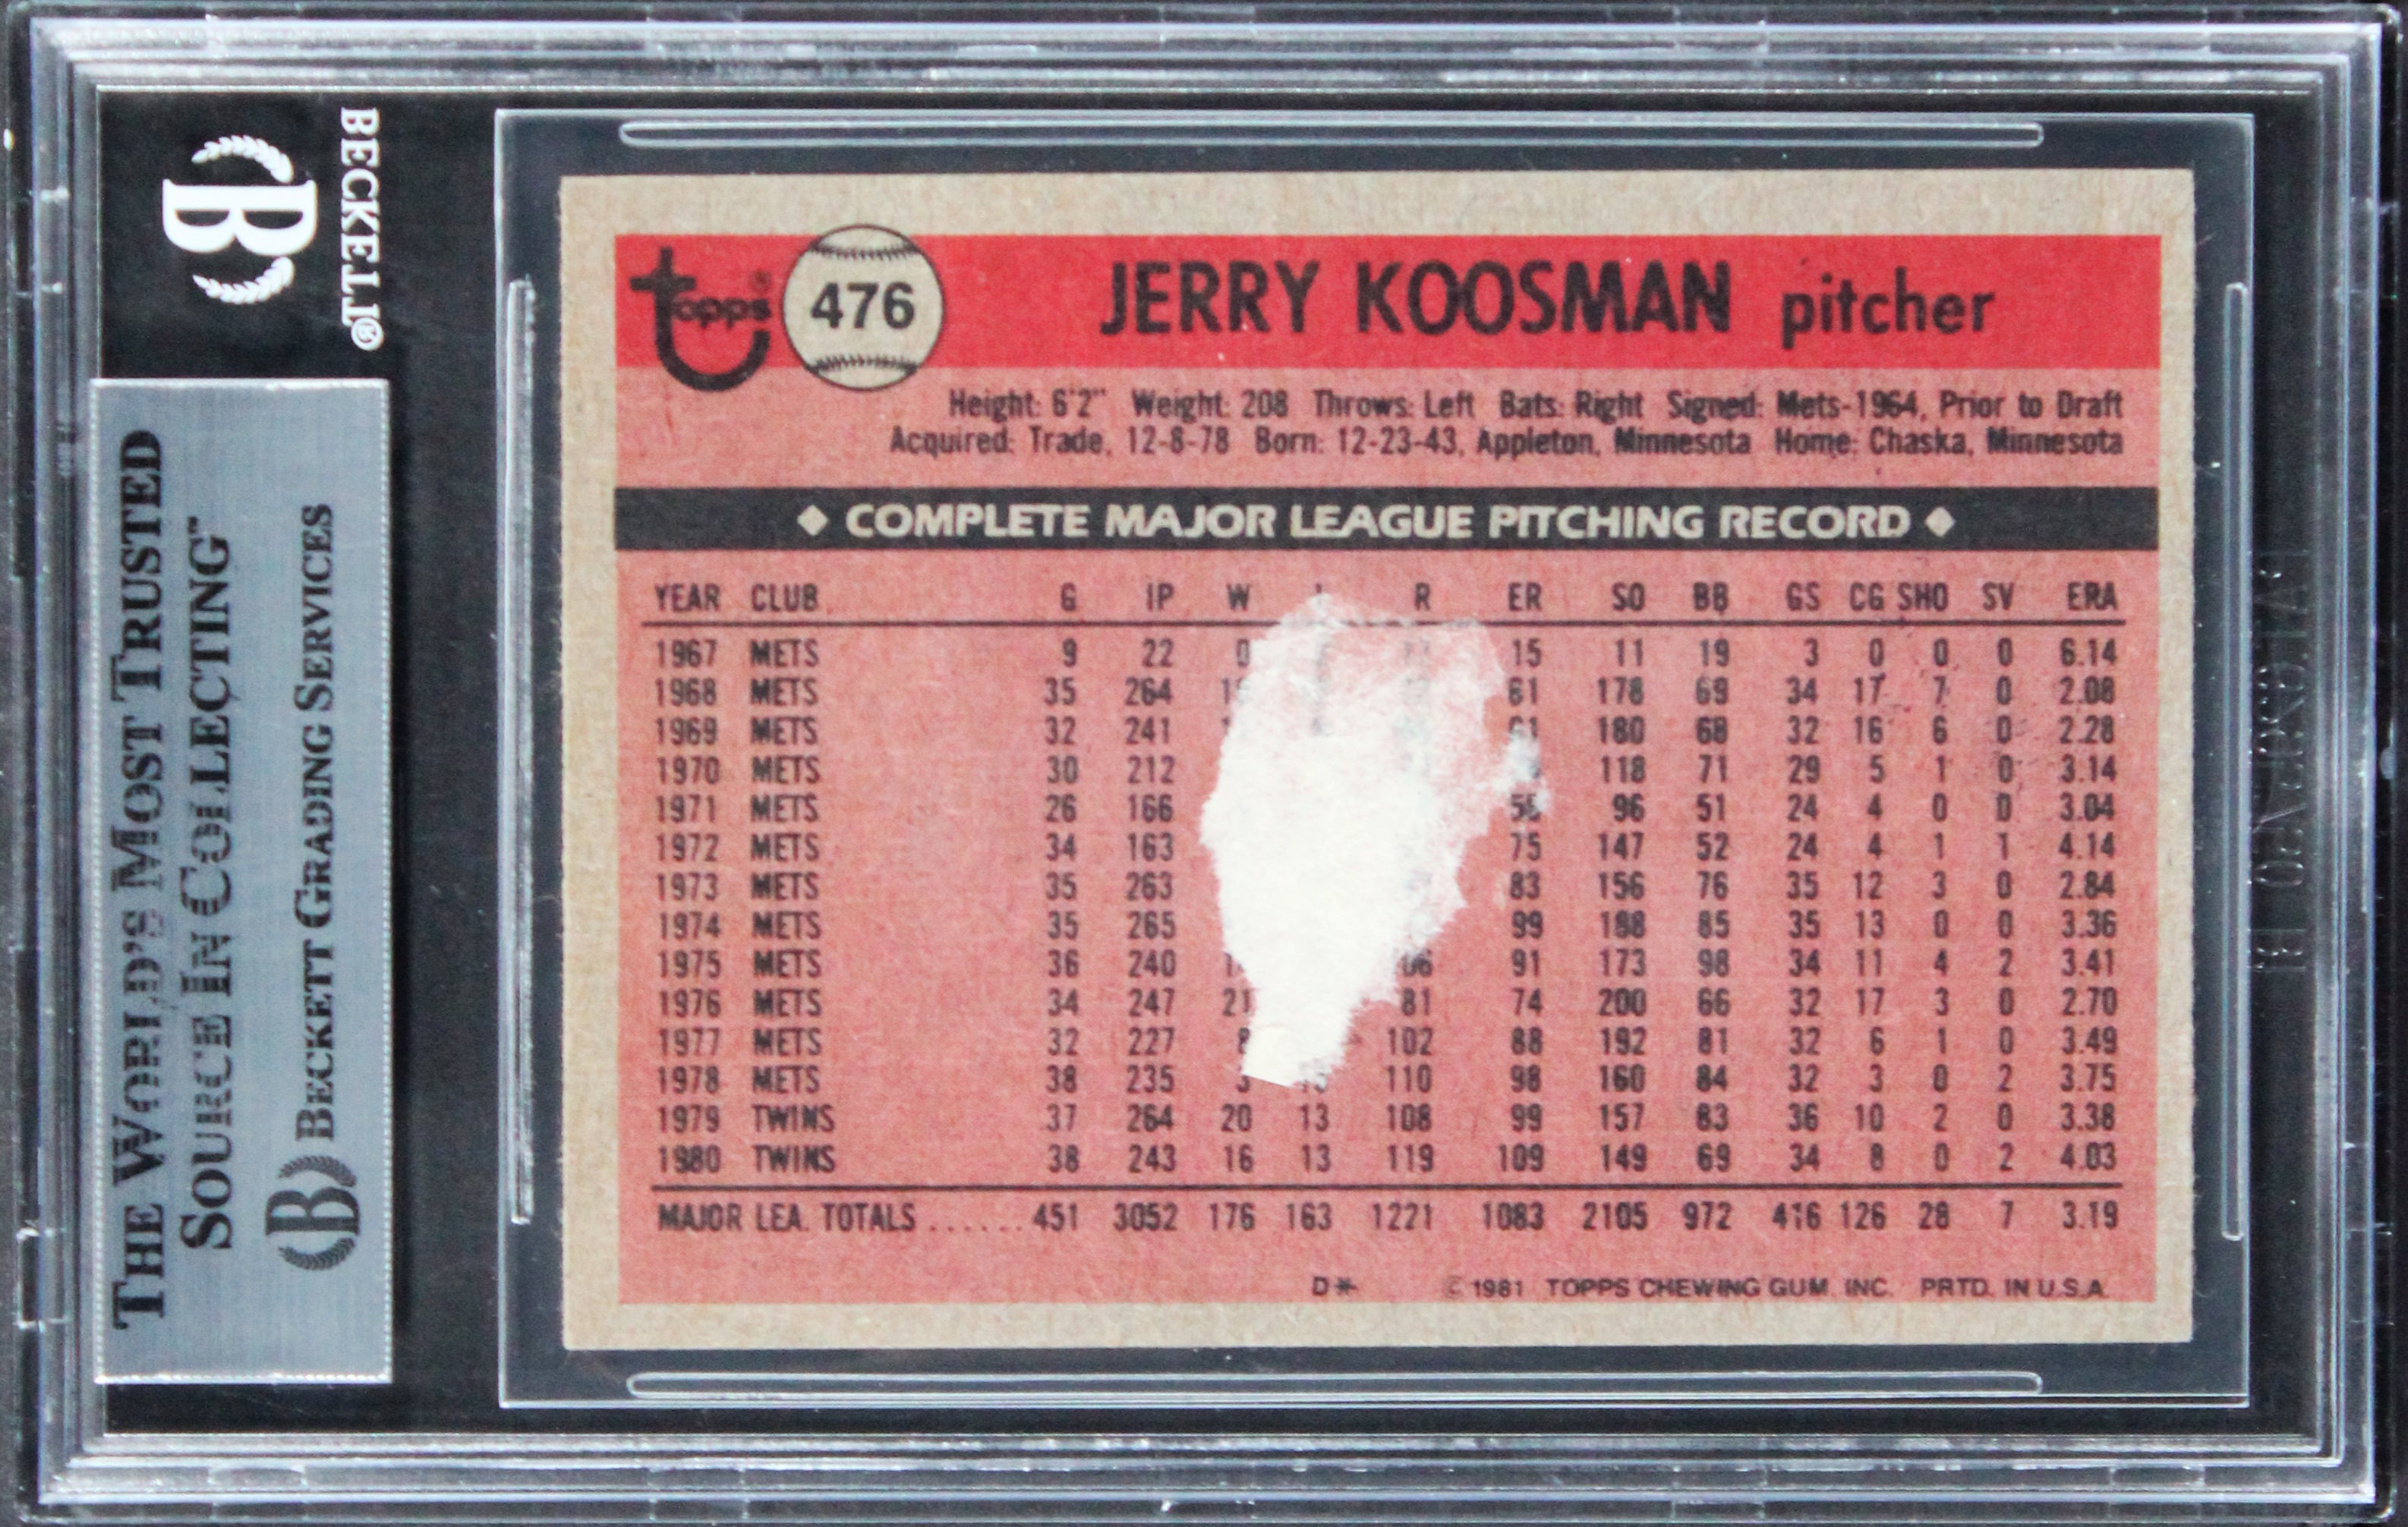 BECKETT®
B
THE WORLD'S MOST TRUSTED
SOURCE IN COLLECTING™
B BECKETT GRADING SERVICES
topps® 476 JERRY KOOSMAN pitcher
Height: 6'2" Weight: 208 Throws: Left Bats: Right Signed: Mets-1964, Prior to Draft
Acquired: Trade, 12-8-78 Born: 12-23-43, Appleton, Minnesota Home: Chaska, Minnesota
◆ COMPLETE MAJOR LEAGUE PITCHING RECORD ◆
YEAR CLUB G IP W R ER SO BB GS CG SHO SV ERA
1967 METS 9 22 0 15 11 19 3 0 0 0 6.14
1968 METS 35 264 61 178 69 34 17 7 0 2.08
1969 METS 32 241 61 180 68 32 16 6 0 2.28
1970 METS 30 212 118 71 29 5 1 0 3.14
1971 METS 26 166 96 51 24 4 0 0 3.04
1972 METS 34 163 75 147 52 24 4 1 1 4.14
1973 METS 35 263 83 156 76 35 12 3 0 2.84
1974 METS 35 265 99 188 85 35 13 0 0 3.36
1975 METS 36 240 91 173 98 34 11 4 2 3.41
1976 METS 34 247 21 81 74 200 66 32 17 3 0 2.70
1977 METS 32 227 8 102 88 192 81 32 6 1 0 3.49
1978 METS 38 235 3 110 98 160 84 32 3 0 2 3.75
1979 TWINS 37 264 20 13 108 99 157 83 36 10 2 0 3.38
1980 TWINS 38 243 16 13 119 109 149 69 34 8 0 2 4.03
MAJOR LEA. TOTALS ...... 451 3052 176 163 1221 1083 2105 972 416 126 28 7 3.19
D* © 1981 TOPPS CHEWING GUM, INC. PRTD. IN U.S.A.